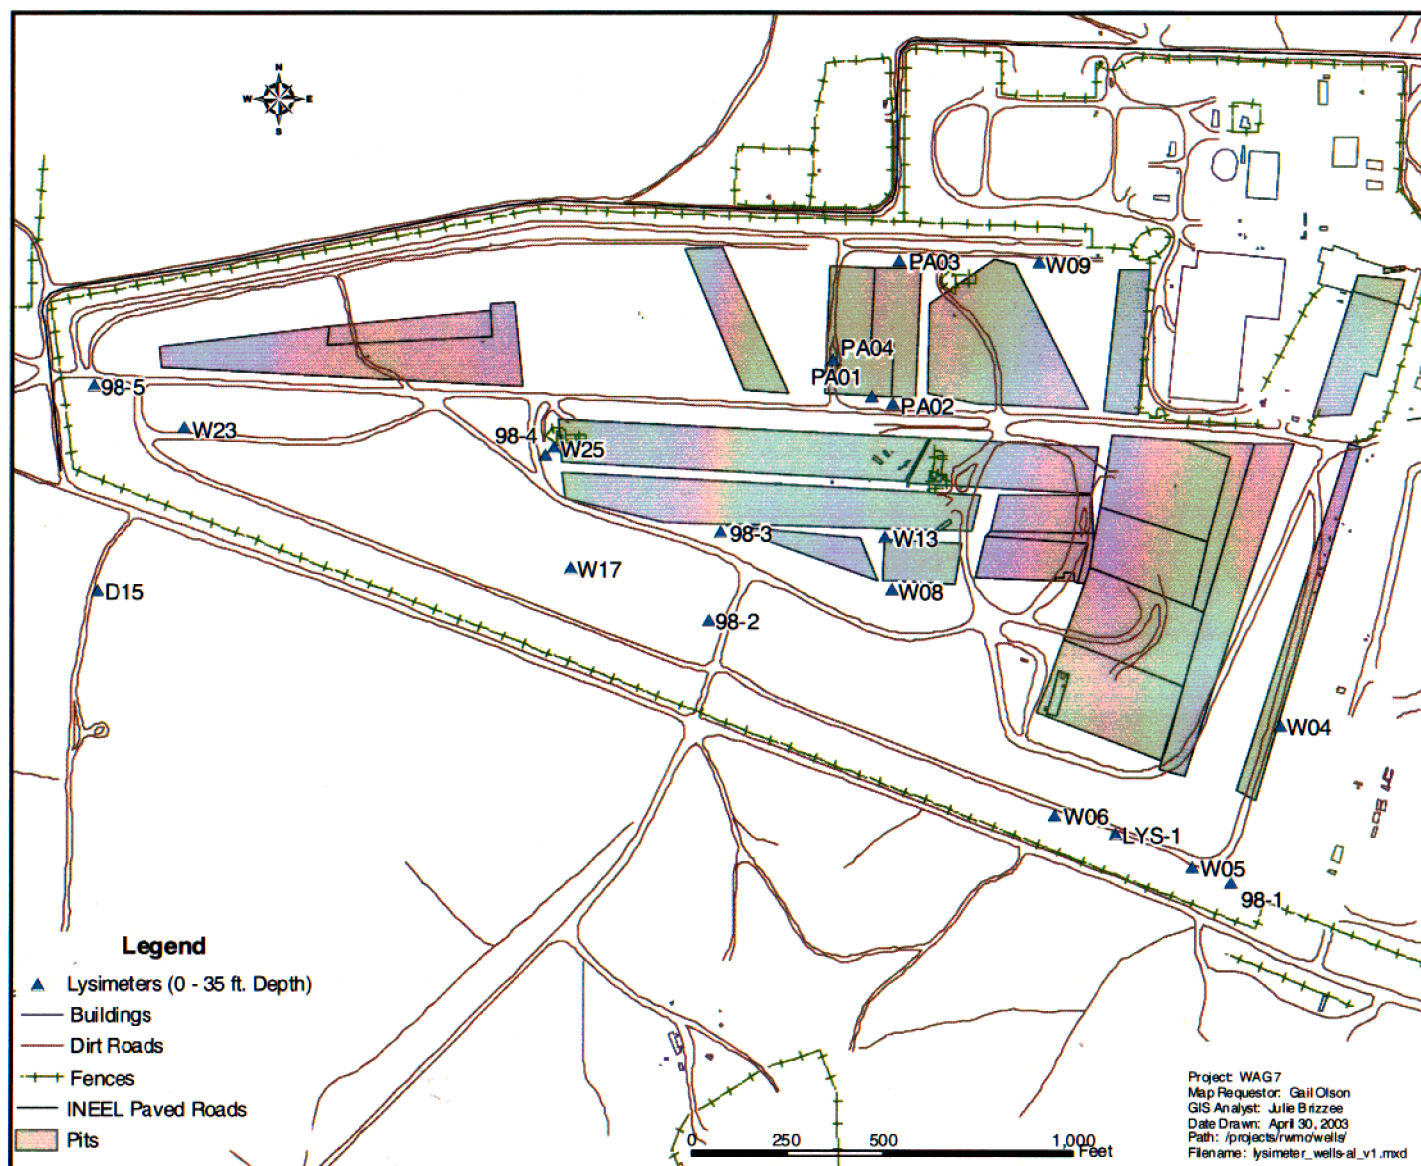 N
W E
S
PA03
W09
PA04
PA01
98-5
PA02
W23
98-4
W25
98-3
W13
W17
D15
W08
98-2
W04
W06
LYS-1
W05
98-1
Legend
Lysimeters (0 - 35 ft. Depth)
Buildings
Dirt Roads
Fences
INEEL Paved Roads
Pits
0 250 500 1,000
Feet
Project: WAG 7
Map Requestor: Gail Olson
GIS Analyst: Julie Brizzee
Date Drawn: April 30, 2003
Path: /projects/rwmc/wells/
Filename: lysimeter_wells-al_v1.mxd